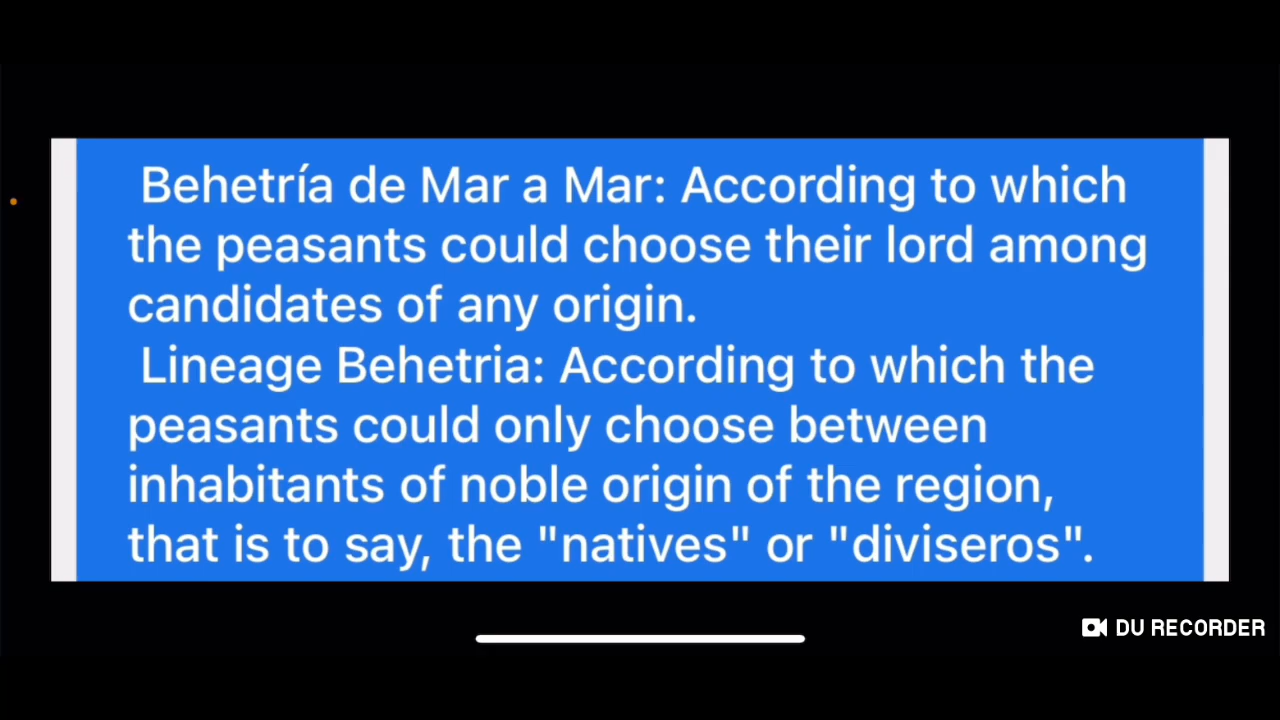 Behetría de Mar a Mar: According to which
the peasants could choose their lord among
candidates of any origin.
Lineage Behetria: According to which the
peasants could only choose between
inhabitants of noble origin of the region,
that is to say, the "natives" or "diviseros".
DU RECORDER